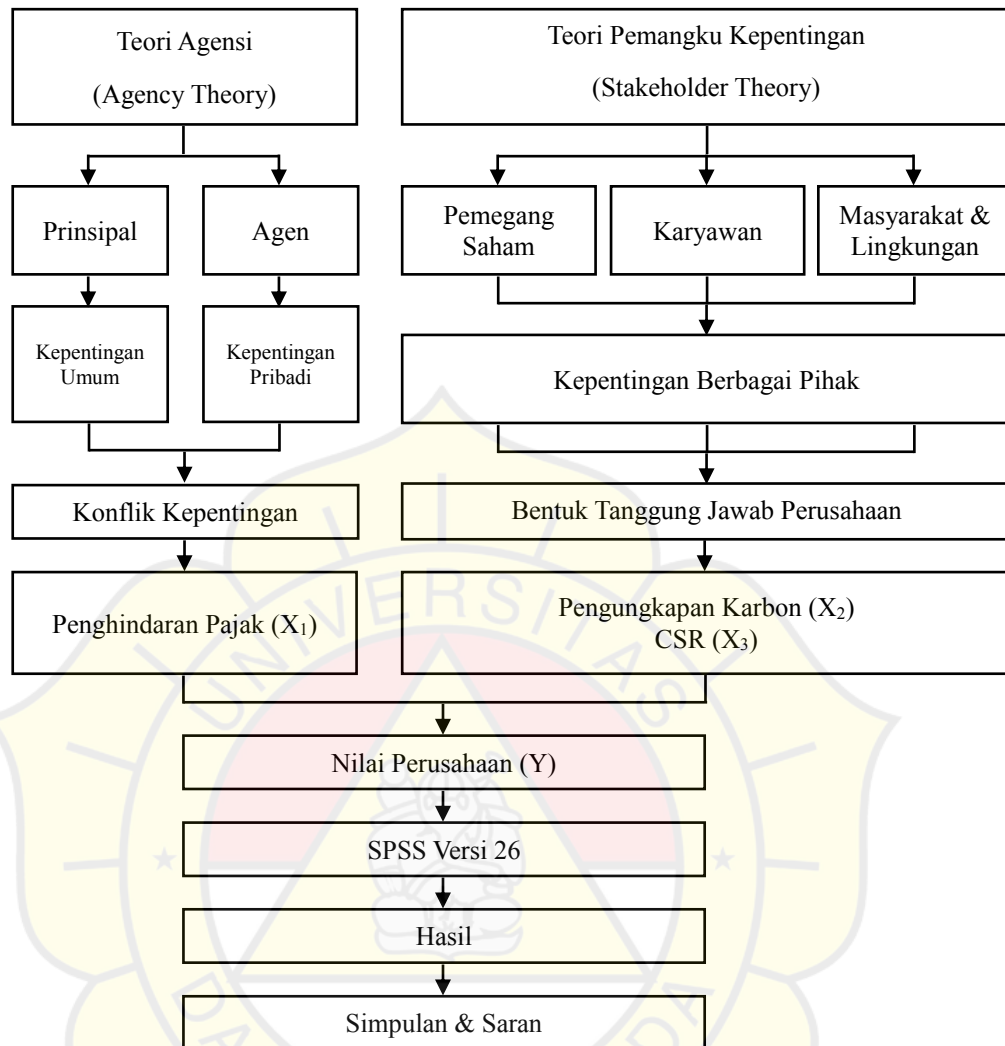 Teori Agensi
(Agency Theory)
Teori Pemangku Kepentingan
(Stakeholder Theory)
Prinsipal
Agen
Pemegang
Saham
Karyawan
Masyarakat &
Lingkungan
Kepentingan
Umum
Kepentingan
Pribadi
Kepentingan Berbagai Pihak
Konflik Kepentingan
Bentuk Tanggung Jawab Perusahaan
Penghindaran Pajak (X₁)
Pengungkapan Karbon (X₂)
CSR (X₃)
UNIVERSITAS
Nilai Perusahaan (Y)
SPSS Versi 26
Hasil
Simpulan & Saran